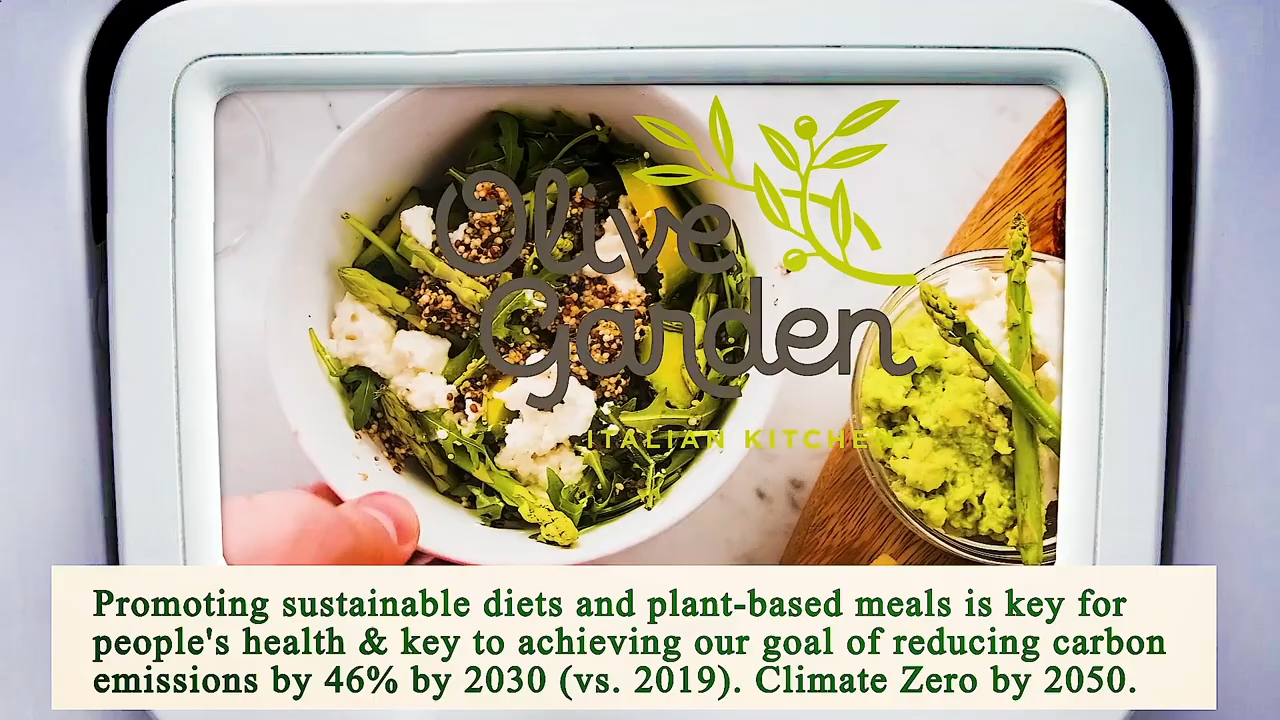 Olive
Garden
ITALIAN KITCHEN
Promoting sustainable diets and plant-based meals is key for
people's health & key to achieving our goal of reducing carbon
emissions by 46% by 2030 (vs. 2019). Climate Zero by 2050.